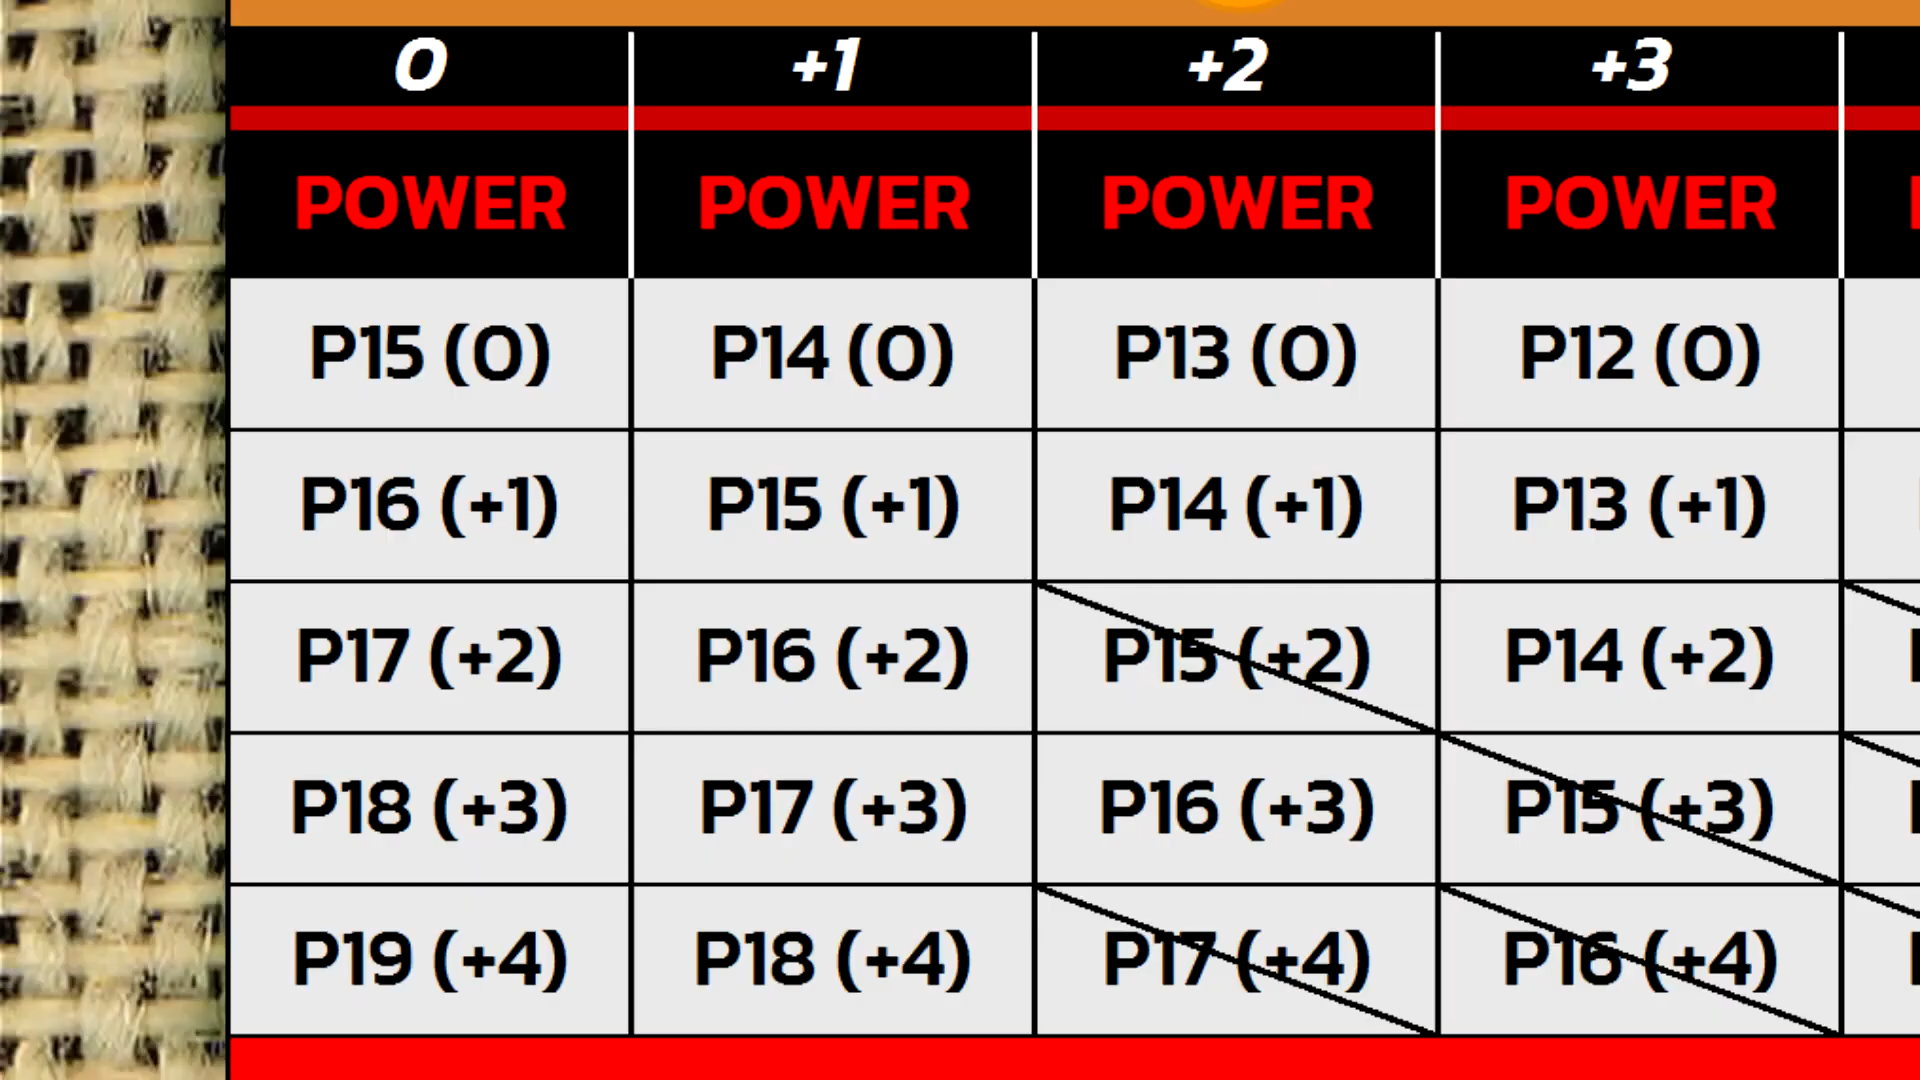 0 +1 +2 +3
POWER POWER POWER POWER
P15 (0) P14 (0) P13 (0) P12 (0)
P16 (+1) P15 (+1) P14 (+1) P13 (+1)
P17 (+2) P16 (+2) P15 (+2) P14 (+2)
P18 (+3) P17 (+3) P16 (+3) P15 (+3)
P19 (+4) P18 (+4) P17 (+4) P16 (+4)